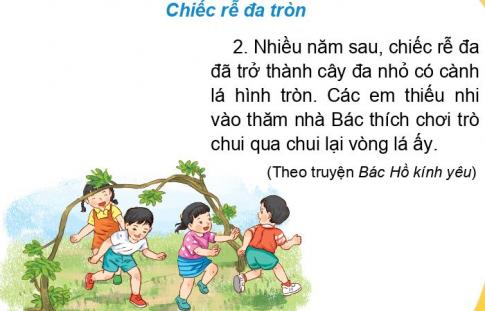 Chiếc rễ đa tròn
2. Nhiều năm sau, chiếc rễ đa
đã trở thành cây đa nhỏ có cành
lá hình tròn. Các em thiếu nhi
vào thăm nhà Bác thích chơi trò
chui qua chui lại vòng lá ấy.
(Theo truyện Bác Hồ kính yêu)